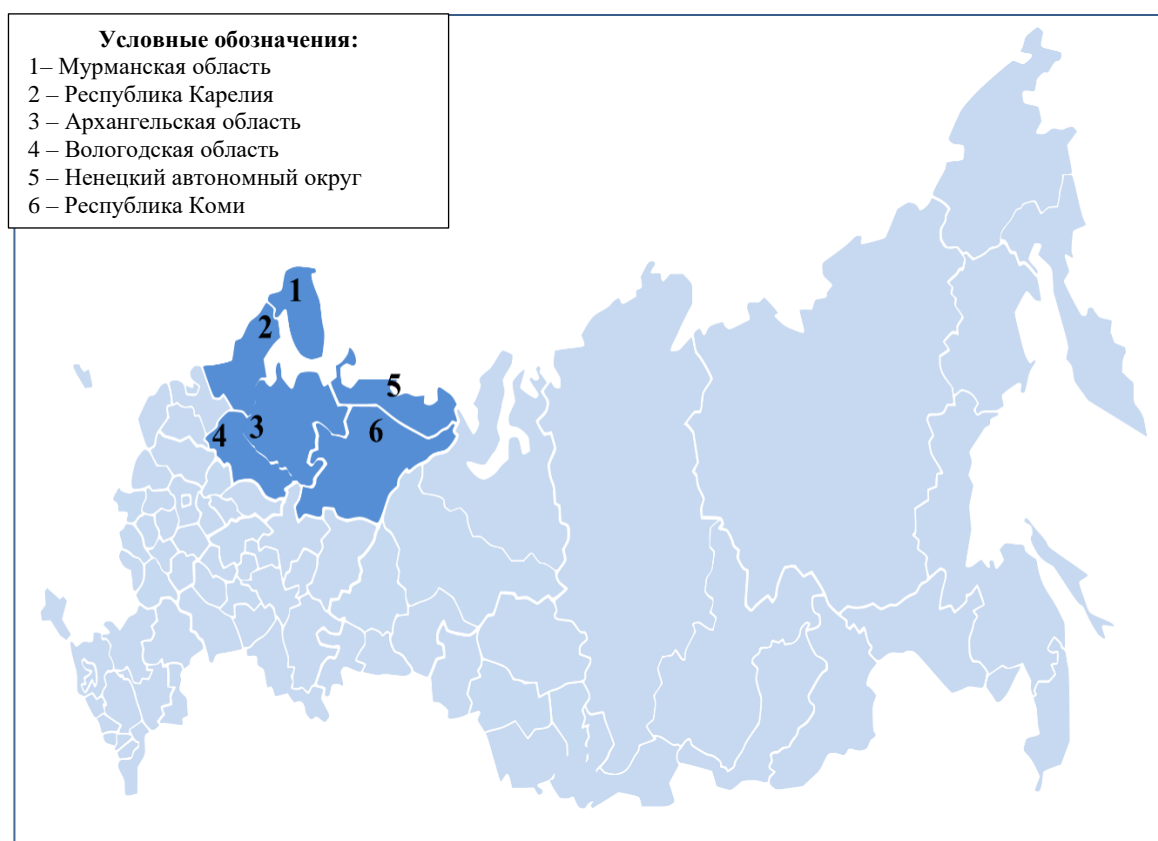 Условные обозначения:
1– Мурманская область
2 – Республика Карелия
3 – Архангельская область
4 – Вологодская область
5 – Ненецкий автономный округ
6 – Республика Коми
1
2
5
3
4
6